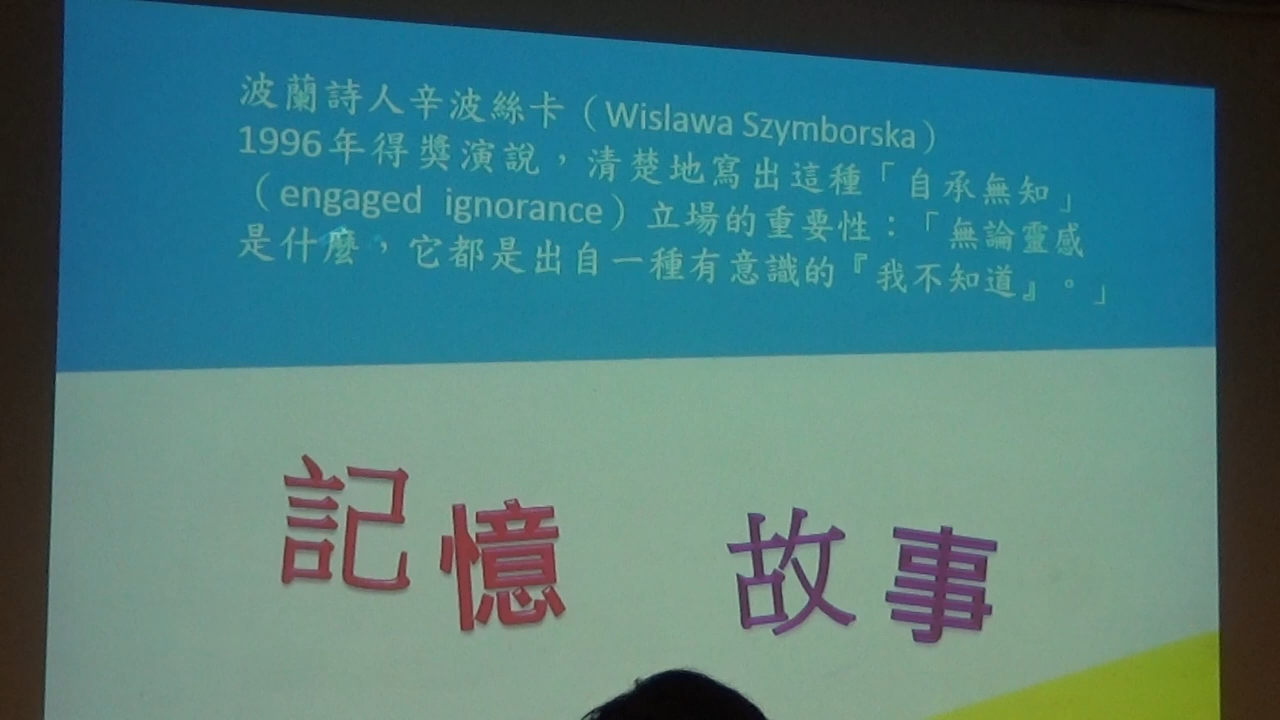 波蘭詩人辛波絲卡（Wislawa Szymborska）
1996年得獎演說，清楚地寫出這種「自承無知」
（engaged ignorance）立場的重要性：「無論靈感
是什麼，它都是出自一種有意識的『我不知道』。」
記憶 故事